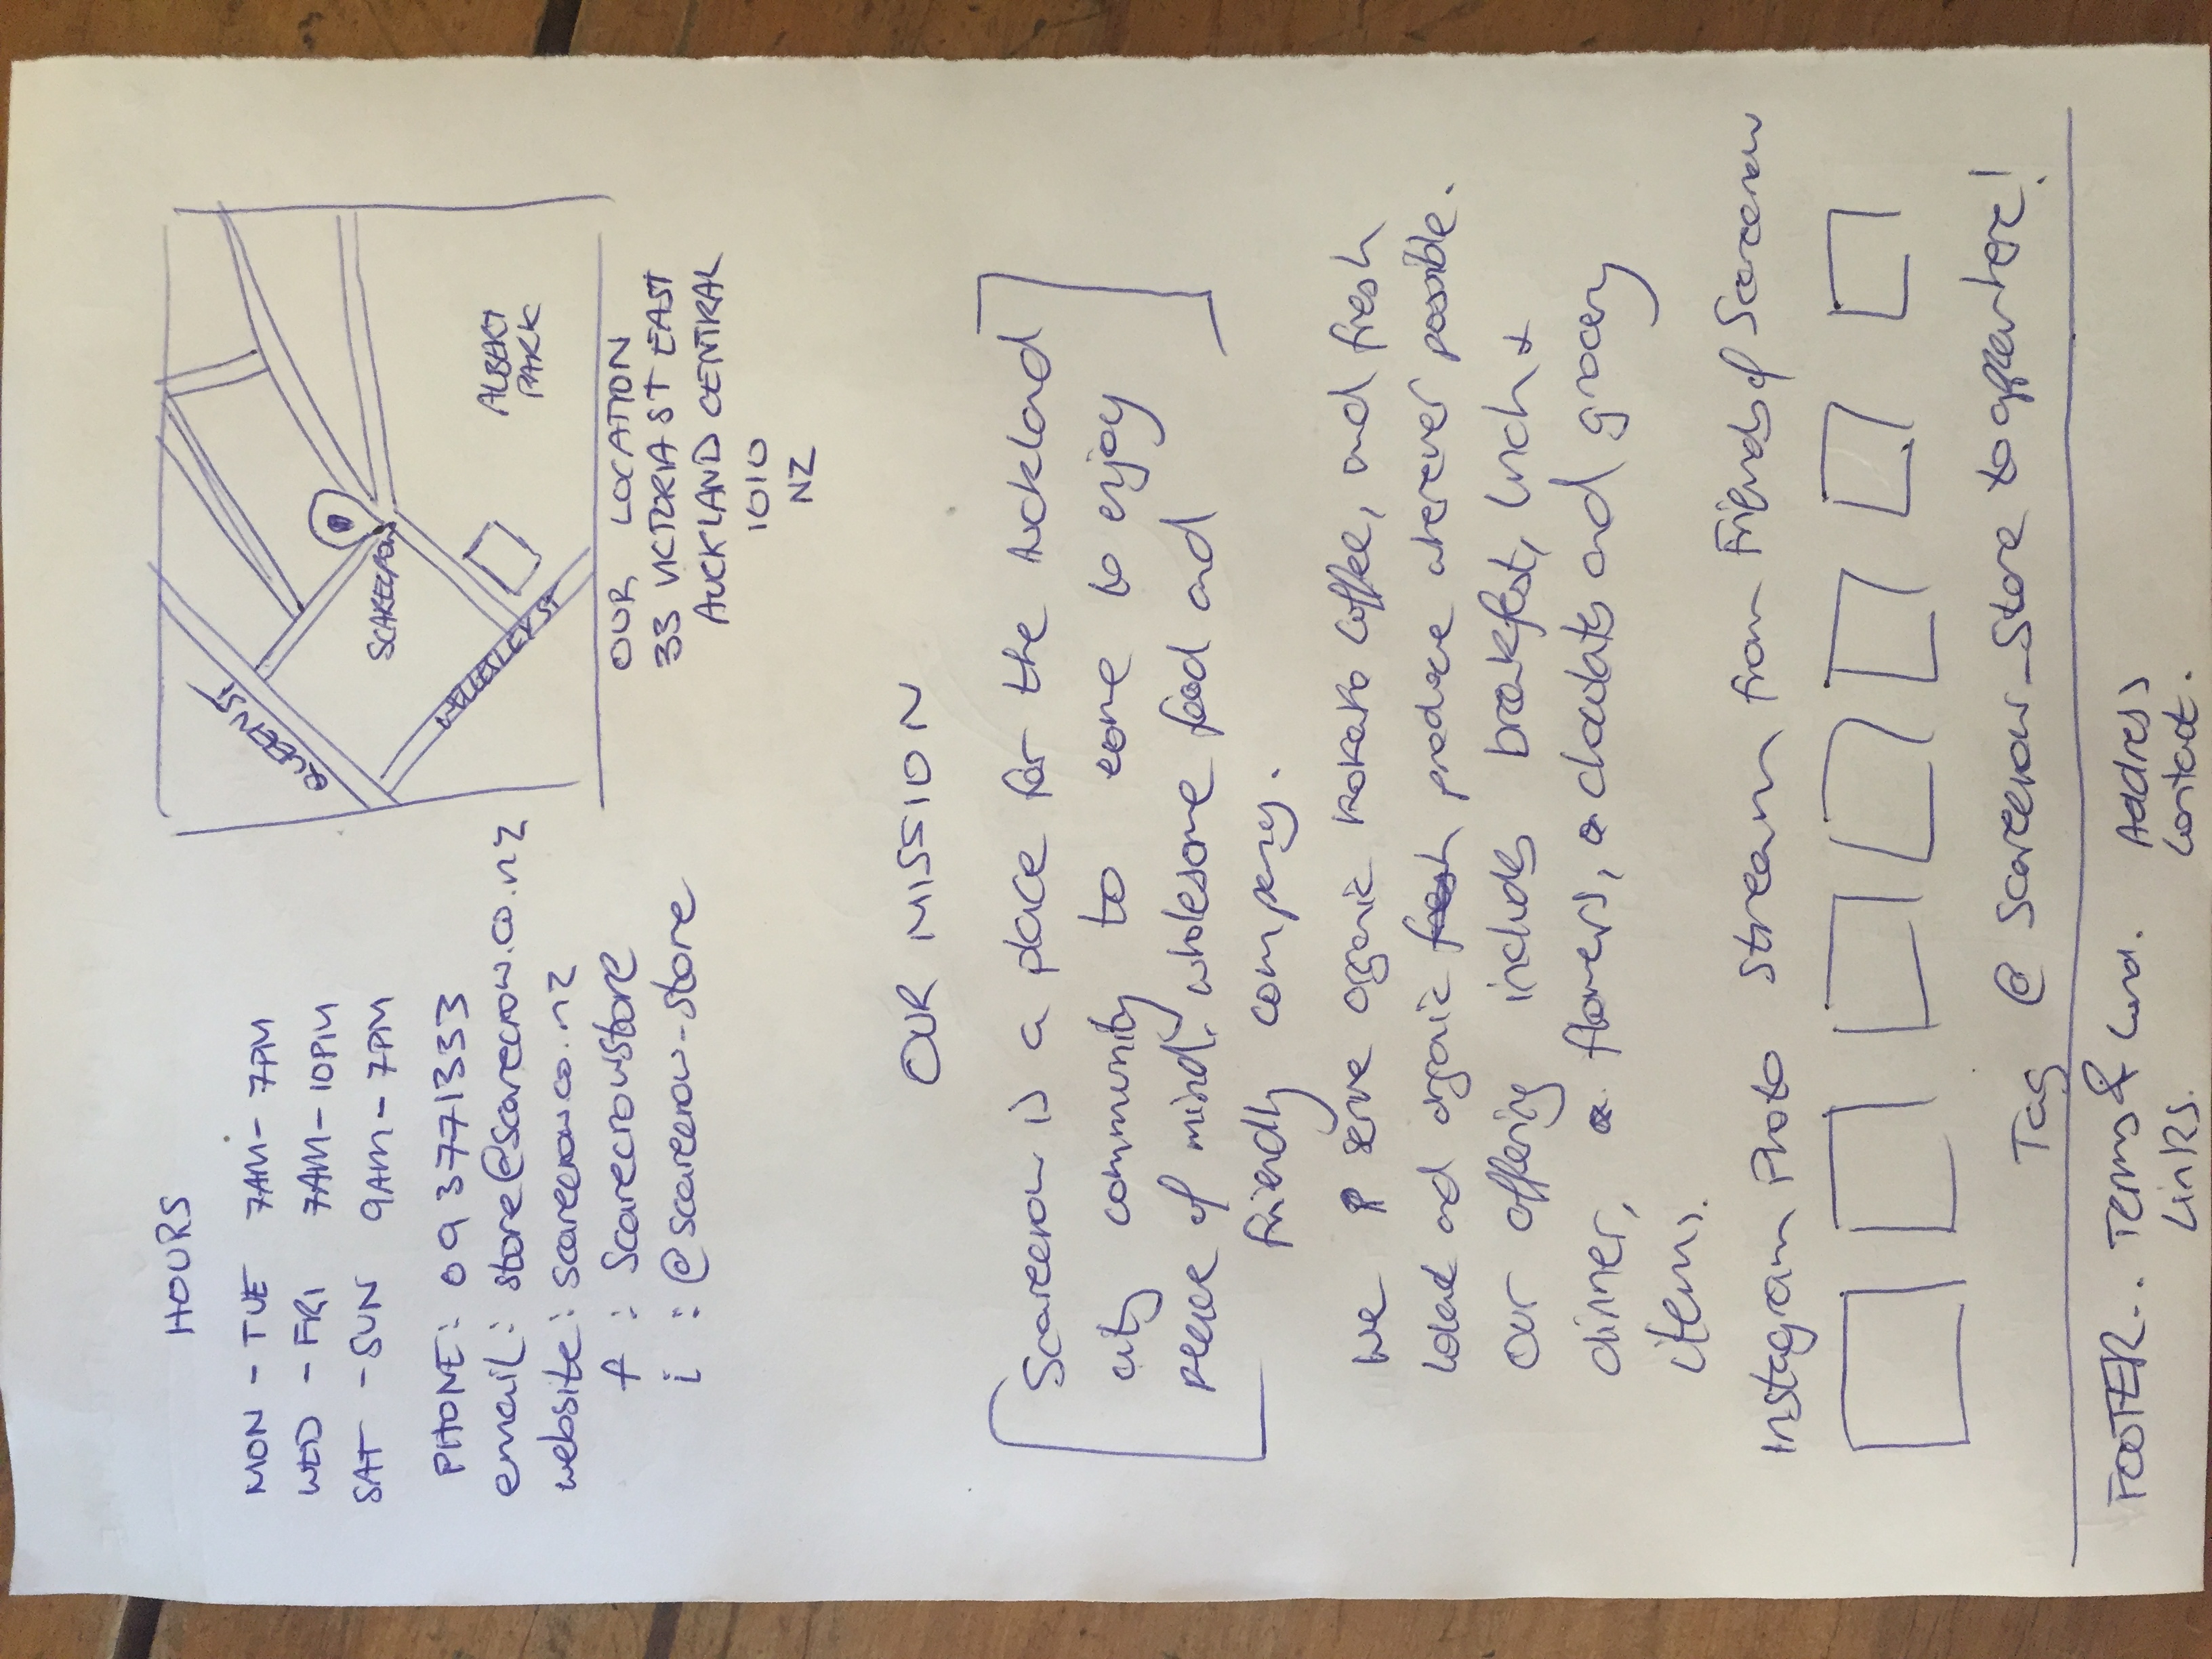 HOURS
MON - TUE 7AM - 7PM
WED - FRI 7AM - 10PM
SAT - SUN 9AM - 7PM
PHONE: 09 3771333
email: store@scarecrow.co.nz
website: scarecrow.co.nz
f : Scarecrowstore
i : @scarecrow-store
QUEEN ST
SCARECROW
WELLESLEY ST
ALBERT
PARK
OUR LOCATION
33 VICTORIA ST EAST
AUCKLAND CENTRAL
1010
NZ
OUR MISSION
Scarecrow is a place for the Aucklad
city community to come to enjoy
peace of mind, wholesome food and
friendly company.
We serve organic Kokako Coffee, and fresh
local and organic fresh produce wherever possible.
Our offering includes breakfast, lunch &
dinner, flowers, chocolates and grocery
items.
Instagram Photo Stream from Friends of Scarecrow
Tag @ Scarecrow_Store to appear here!
FOOTER... Terms & Cond. Address
Links. Contact.